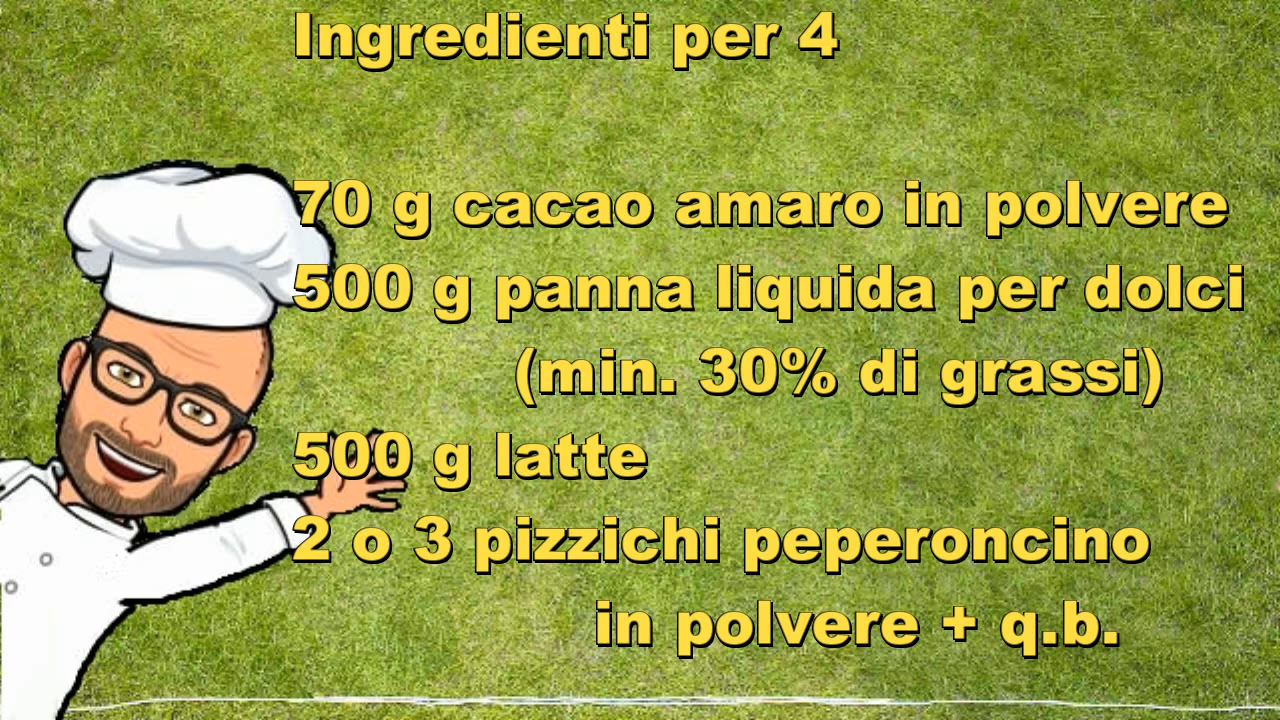 Ingredienti per 4
70 g cacao amaro in polvere
500 g panna liquida per dolci
(min. 30% di grassi)
500 g latte
2 o 3 pizzichi peperoncino
in polvere + q.b.